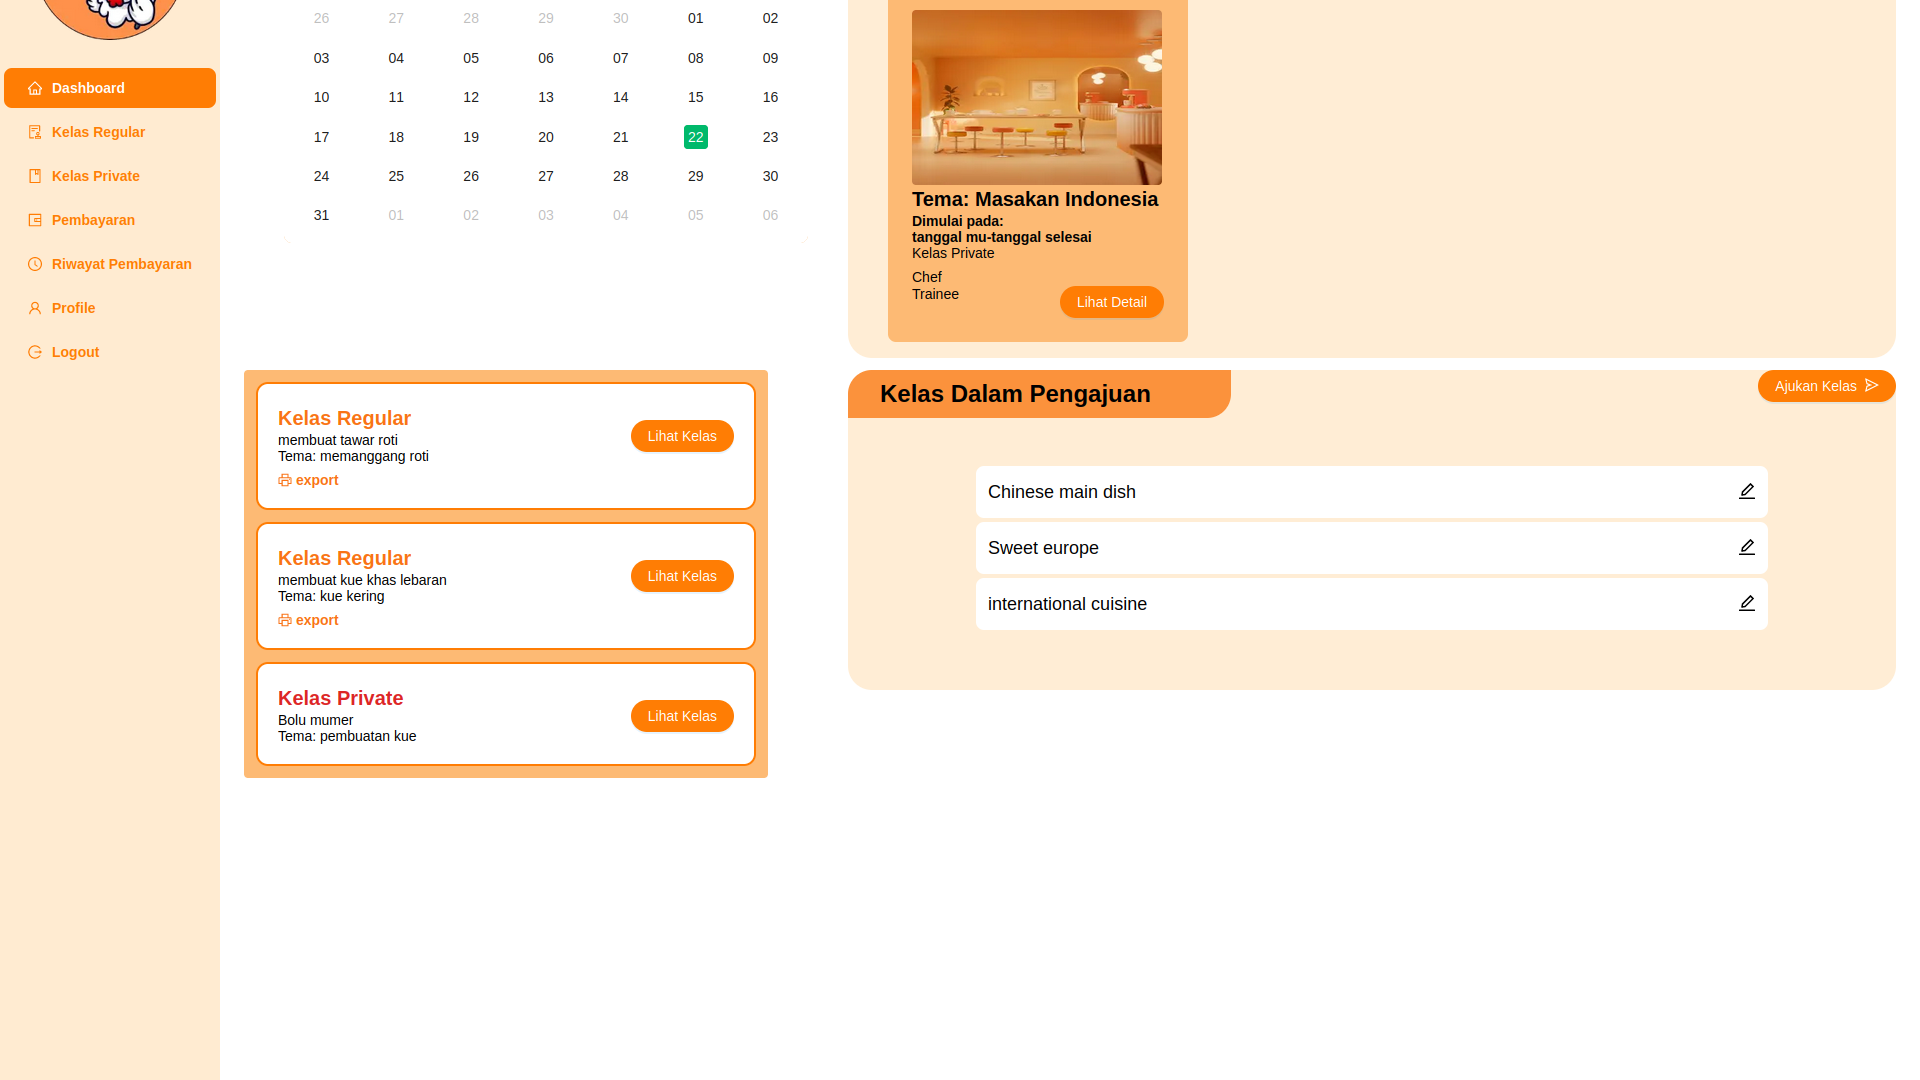 Dashboard
Kelas Regular
Kelas Private
Pembayaran
Riwayat Pembayaran
Profile
Logout
26 27 28 29 30 01 02
03 04 05 06 07 08 09
10 11 12 13 14 15 16
17 18 19 20 21 22 23
24 25 26 27 28 29 30
31 01 02 03 04 05 06
Tema: Masakan Indonesia
Dimulai pada:
tanggal mu-tanggal selesai
Kelas Private
Chef
Trainee
Lihat Detail
Kelas Regular
membuat tawar roti
Tema: memanggang roti
export
Lihat Kelas
Kelas Regular
membuat kue khas lebaran
Tema: kue kering
export
Lihat Kelas
Kelas Private
Bolu mumer
Tema: pembuatan kue
Lihat Kelas
Kelas Dalam Pengajuan
Ajukan Kelas
Chinese main dish
Sweet europe
international cuisine